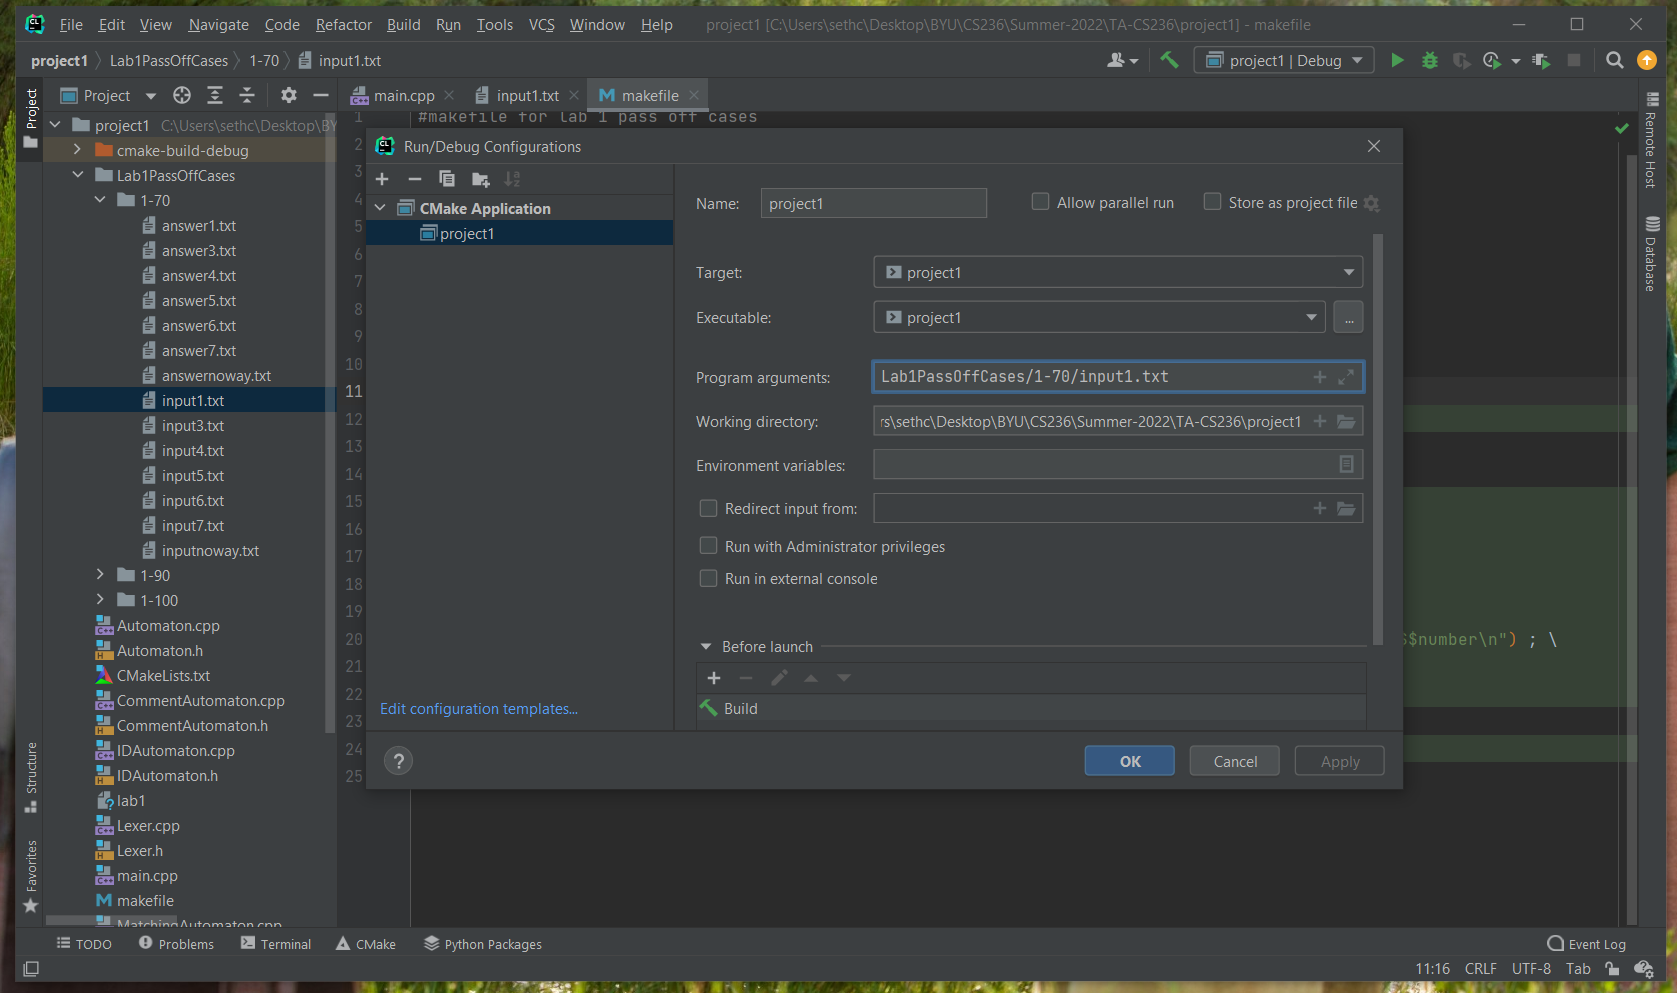 File Edit View Navigate Code Refactor Build Run Tools VCS Window Help project1 [C:\Users\sethc\Desktop\BYU\CS236\Summer-2022\TA-CS236\project1] - makefile
project1 Lab1PassOffCases 1-70 input1.txt project1 | Debug
Project
Project main.cpp input1.txt makefile
project1 C:\Users\sethc\Desktop\BY
cmake-build-debug
Lab1PassOffCases
1-70
answer1.txt
answer3.txt
answer4.txt
answer5.txt
answer6.txt
answer7.txt
answernoway.txt
input1.txt
input3.txt
input4.txt
input5.txt
input6.txt
input7.txt
inputnoway.txt
1-90
1-100
Automaton.cpp
Automaton.h
CMakeLists.txt
CommentAutomaton.cpp
CommentAutomaton.h
IDAutomaton.cpp
IDAutomaton.h
lab1
Lexer.cpp
Lexer.h
main.cpp
makefile
MatchingAutomaton.cpp
Structure
Favorites
1 #makefile for lab 1 pass off cases
2
3
4
5
6
7
8
9
10
11
12
13
14
15
16
17
18
19
20 $$number\n") ; \
21
22
23
24
25
Run/Debug Configurations
CMake Application
project1
Edit configuration templates...
Name: project1 Allow parallel run Store as project file
Target: project1
Executable: project1 ...
Program arguments: Lab1PassOffCases/1-70/input1.txt
Working directory: rs\sethc\Desktop\BYU\CS236\Summer-2022\TA-CS236\project1
Environment variables:
Redirect input from:
Run with Administrator privileges
Run in external console
Before launch
Build
? OK Cancel Apply
Remote Host
Database
TODO Problems Terminal CMake Python Packages Event Log
11:16 CRLF UTF-8 Tab